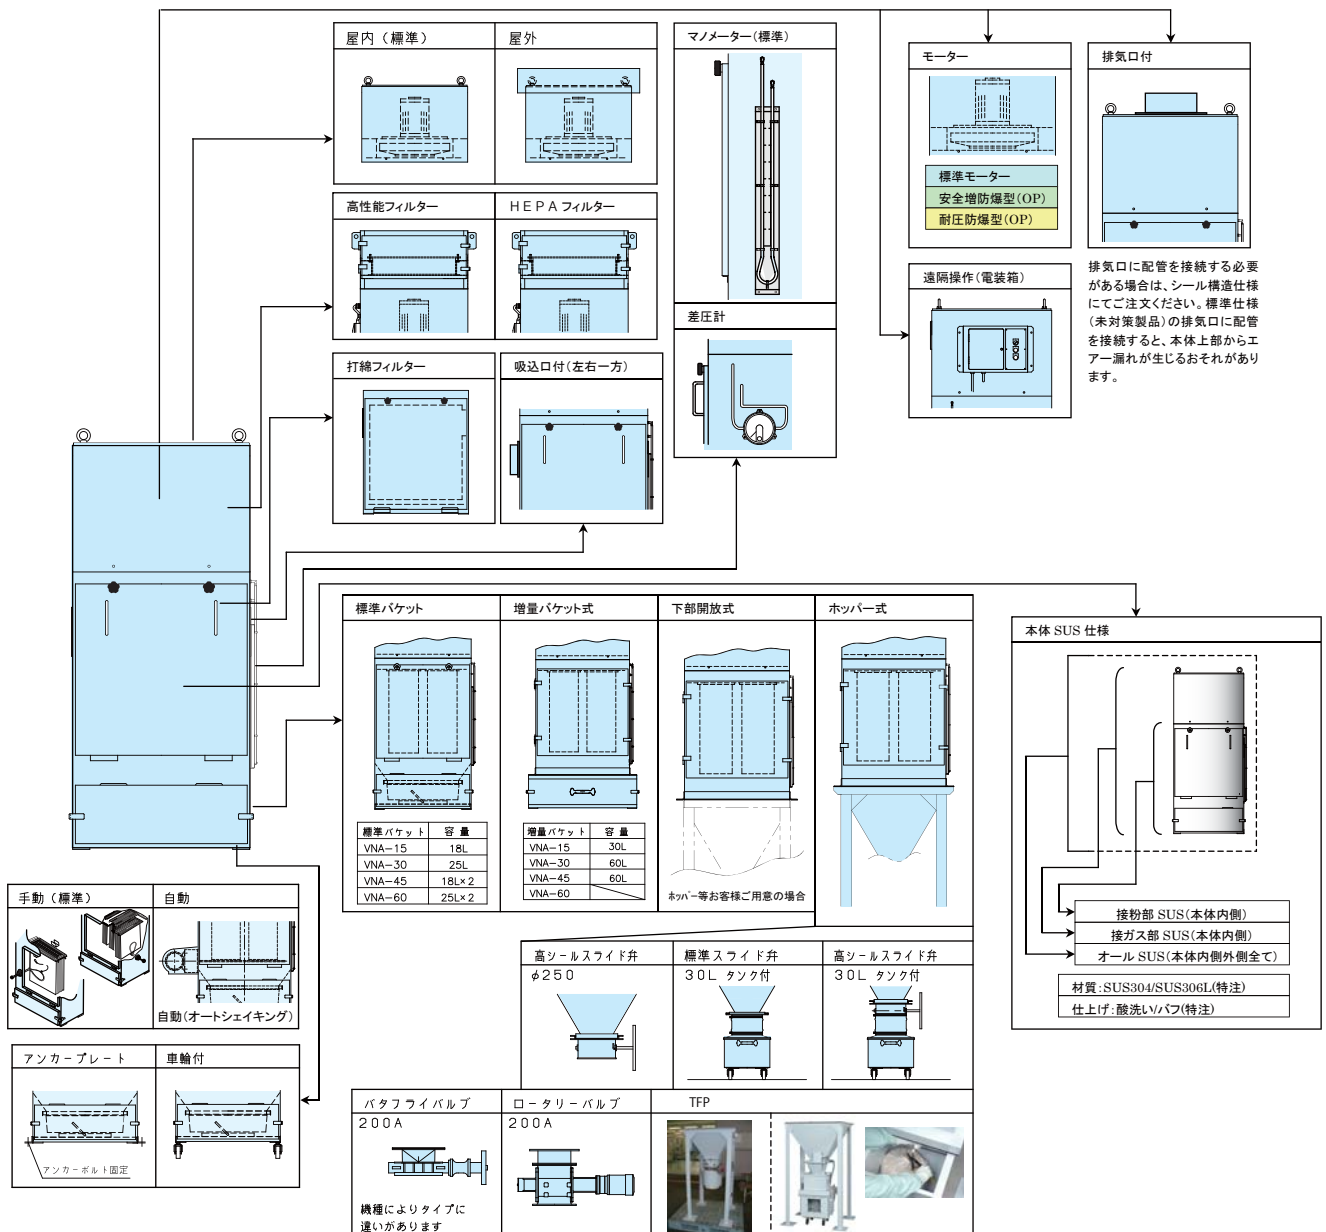 屋内（標準）
屋外
マノメーター(標準)
モーター
標準モーター
安全増防爆型(OP)
耐圧防爆型(OP)
排気口付
排気口に配管を接続する必要
がある場合は、シール構造仕様
にてご注文ください。標準仕様
（未対策製品）の排気口に配管
を接続すると、本体上部からエ
アー漏れが生じるおそれがあり
ます。
高性能フィルター
ＨＥＰＡフィルター
遠隔操作(電装箱)
差圧計
打綿フィルター
吸込口付(左右一方)
標準バケット
増量バケット式
下部開放式
ホッパー式
標準バケット 容 量
VNA-15 18L
VNA-30 25L
VNA-45 18L×2
VNA-60 25L×2
増量バケット 容 量
VNA-15 30L
VNA-30 60L
VNA-45 60L
VNA-60
ホッパー等お客様ご用意の場合
本体 SUS 仕様
接粉部 SUS(本体内側)
接ガス部 SUS(本体内側)
オール SUS(本体内側外側全て)
材質:SUS304/SUS306L(特注)
仕上げ:酸洗い/バフ(特注)
手動（標準）
自動
自動(オートシェイキング)
アンカープレート
車輪付
アンカーボルト固定
高シールスライド弁
φ250
標準スライド弁
30L タンク付
高シールスライド弁
30L タンク付
バタフライバルブ
200A
機種によりタイプに
違いがあります
ロータリーバルブ
200A
TFP